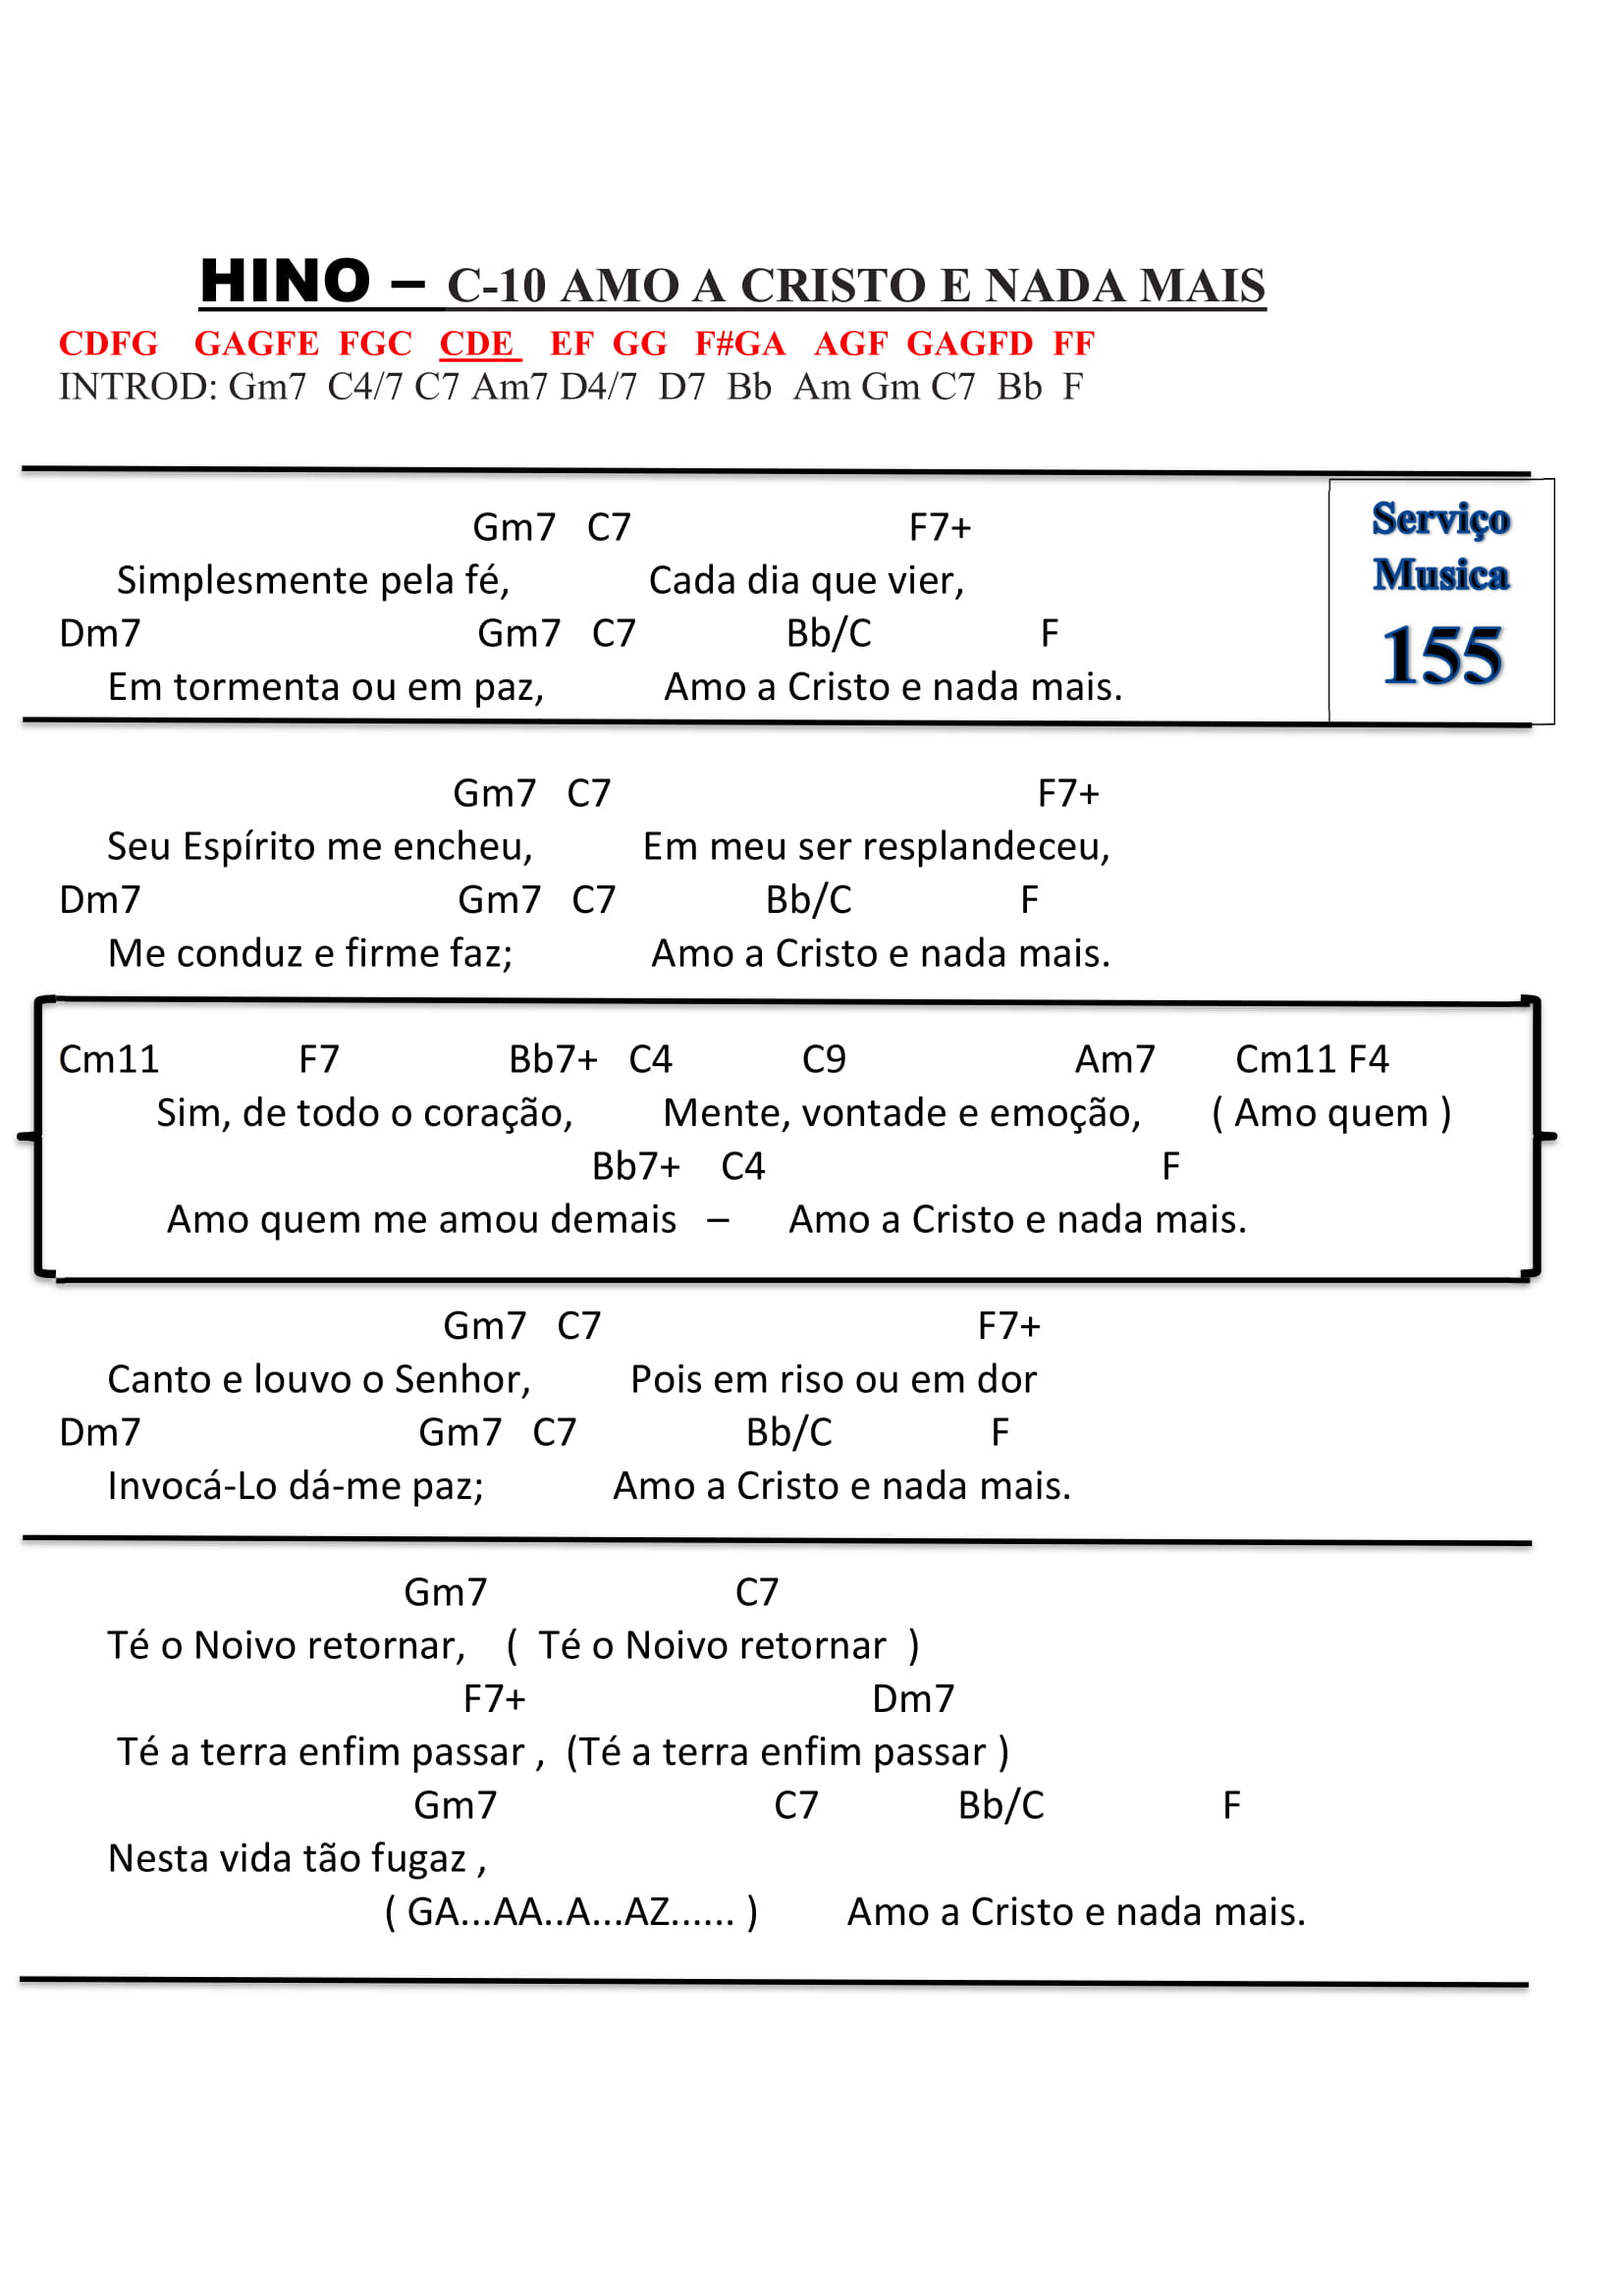 HINO – C-10 AMO A CRISTO E NADA MAIS
CDFG GAGFE FGC CDE EF GG F#GA AGF GAGFD FF
INTROD: Gm7 C4/7 C7 Am7 D4/7 D7 Bb Am Gm C7 Bb F
Serviço
Musica
155
Gm7 C7 F7+
Simplesmente pela fé, Cada dia que vier,
Dm7 Gm7 C7 Bb/C F
Em tormenta ou em paz, Amo a Cristo e nada mais.
Gm7 C7 F7+
Seu Espírito me encheu, Em meu ser resplandeceu,
Dm7 Gm7 C7 Bb/C F
Me conduz e firme faz; Amo a Cristo e nada mais.
Cm11 F7 Bb7+ C4 C9 Am7 Cm11 F4
Sim, de todo o coração, Mente, vontade e emoção, ( Amo quem )
Bb7+ C4 F
Amo quem me amou demais – Amo a Cristo e nada mais.
Gm7 C7 F7+
Canto e louvo o Senhor, Pois em riso ou em dor
Dm7 Gm7 C7 Bb/C F
Invocá-Lo dá-me paz; Amo a Cristo e nada mais.
Gm7 C7
Té o Noivo retornar, ( Té o Noivo retornar )
F7+ Dm7
Té a terra enfim passar , (Té a terra enfim passar )
Gm7 C7 Bb/C F
Nesta vida tão fugaz ,
( GA...AA..A...AZ...... ) Amo a Cristo e nada mais.